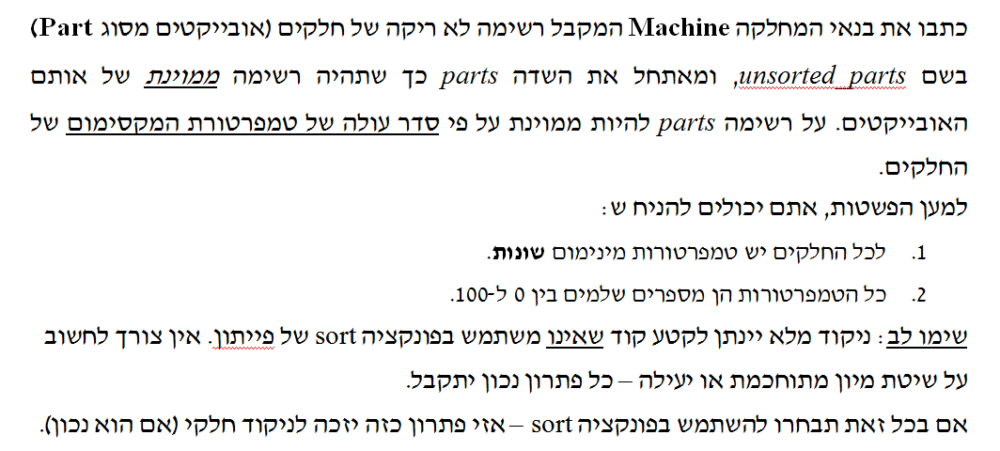 כתבו את בנאי המחלקה Machine המקבל רשימה לא ריקה של חלקים (אובייקטים מסוג Part)
בשם unsorted_parts, ומאתחל את השדה parts כך שתהיה רשימה ממוינת של אותם
האובייקטים. על רשימה parts להיות ממוינת על פי סדר עולה של טמפרטורת המקסימום של
החלקים.
למען הפשטות, אתם יכולים להניח ש:
1. לכל החלקים יש טמפרטורות מינימום שונות.
2. כל הטמפרטורות הן מספרים שלמים בין 0 ל-100.
שימו לב: ניקוד מלא יינתן לקטע קוד שאינו משתמש בפונקציה sort של פייתון. אין צורך לחשוב
על שיטת מיון מתוחכמת או יעילה – כל פתרון נכון יתקבל.
אם בכל זאת תבחרו להשתמש בפונקציה sort – אזי פתרון כזה יזכה לניקוד חלקי (אם הוא נכון).